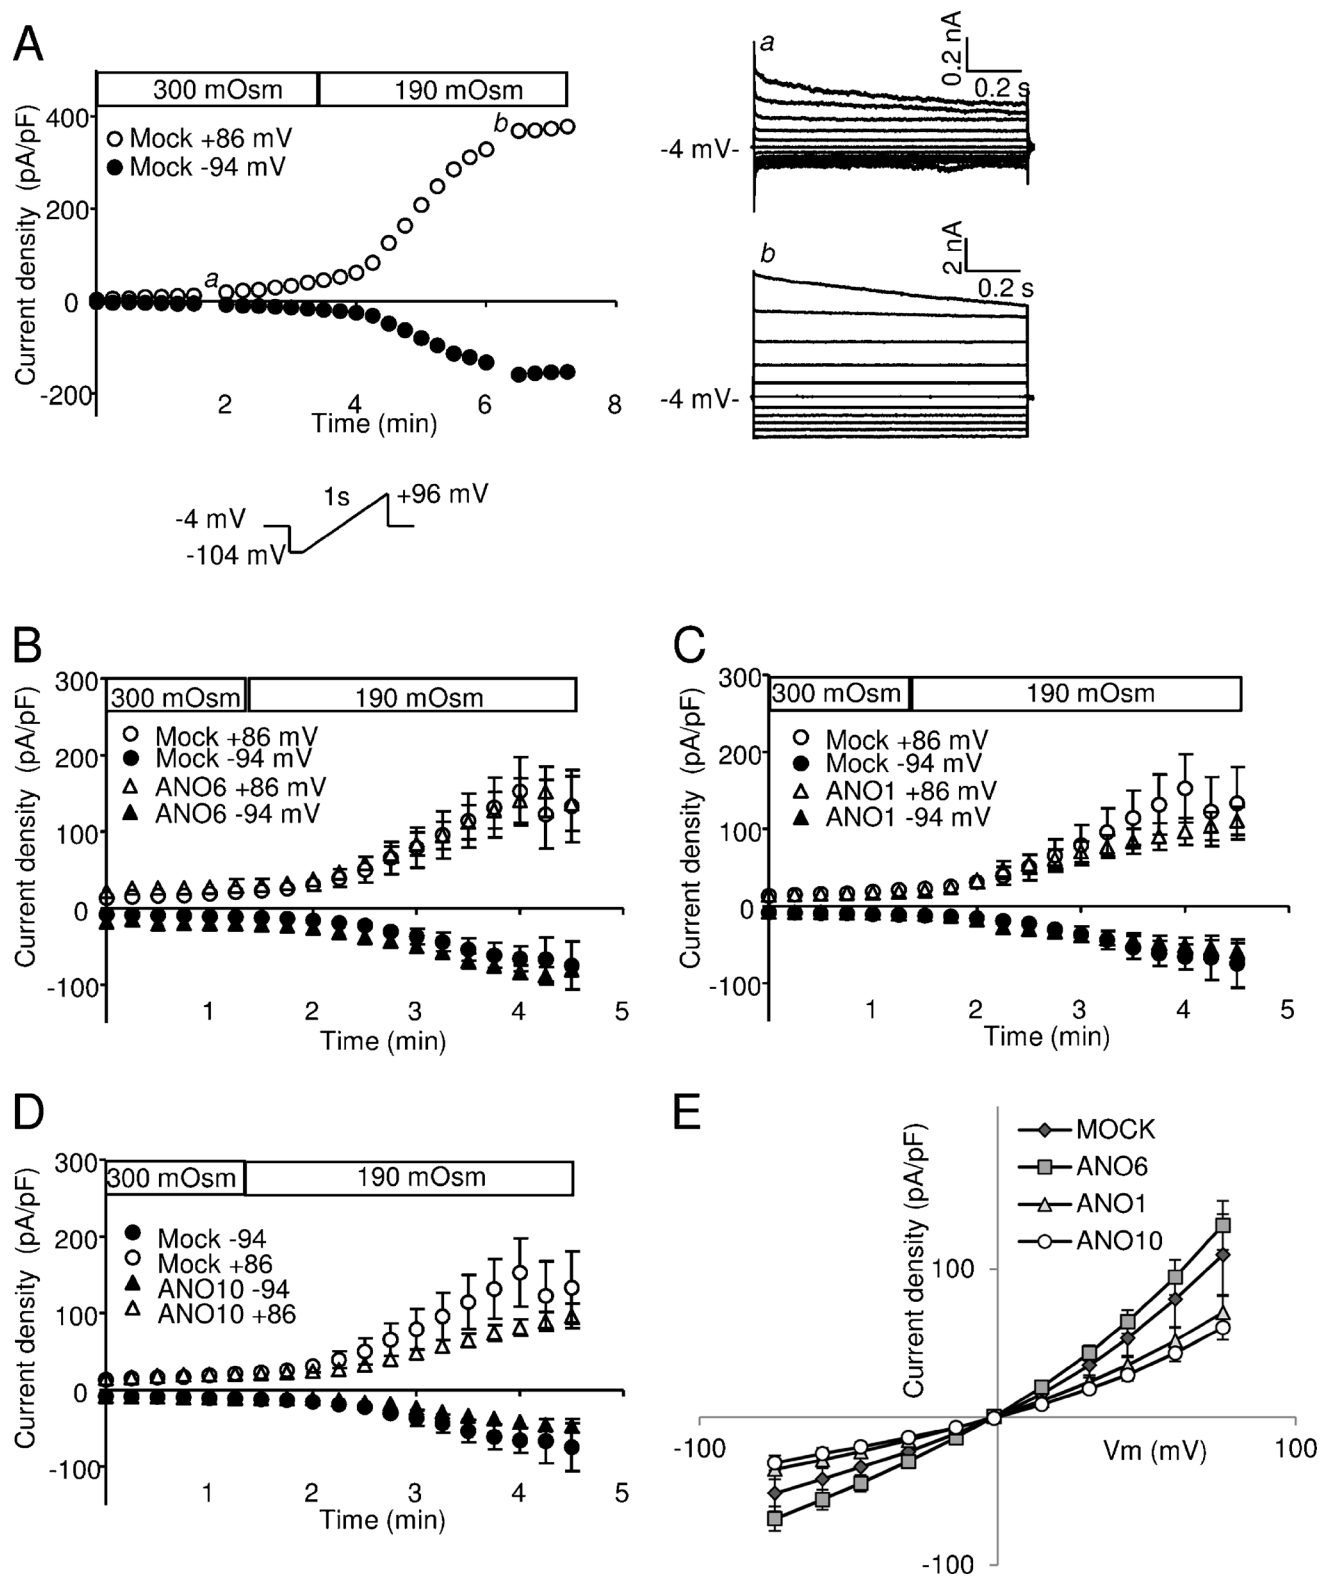 A
300 mOsm
190 mOsm
400
200
0
-200
Current density (pA/pF)
Mock +86 mV
Mock -94 mV
a
b
2
4
6
8
Time (min)
1s
+96 mV
-4 mV
-104 mV
a
0.2 nA
0.2 s
-4 mV-
b
2 nA
0.2 s
-4 mV-
B
300
200
100
0
-100
Current density (pA/pF)
300 mOsm
190 mOsm
Mock +86 mV
Mock -94 mV
ANO6 +86 mV
ANO6 -94 mV
1
2
3
4
5
Time (min)
C
300
200
100
0
-100
Current density (pA/pF)
300 mOsm
190 mOsm
Mock +86 mV
Mock -94 mV
ANO1 +86 mV
ANO1 -94 mV
1
2
3
4
5
Time (min)
D
300
200
100
0
-100
Current density (pA/pF)
300 mOsm
190 mOsm
Mock -94
Mock +86
ANO10 -94
ANO10 +86
1
2
3
4
5
Time (min)
E
Current density (pA/pF)
MOCK
ANO6
ANO1
ANO10
100
-100
Vm (mV)
100
-100